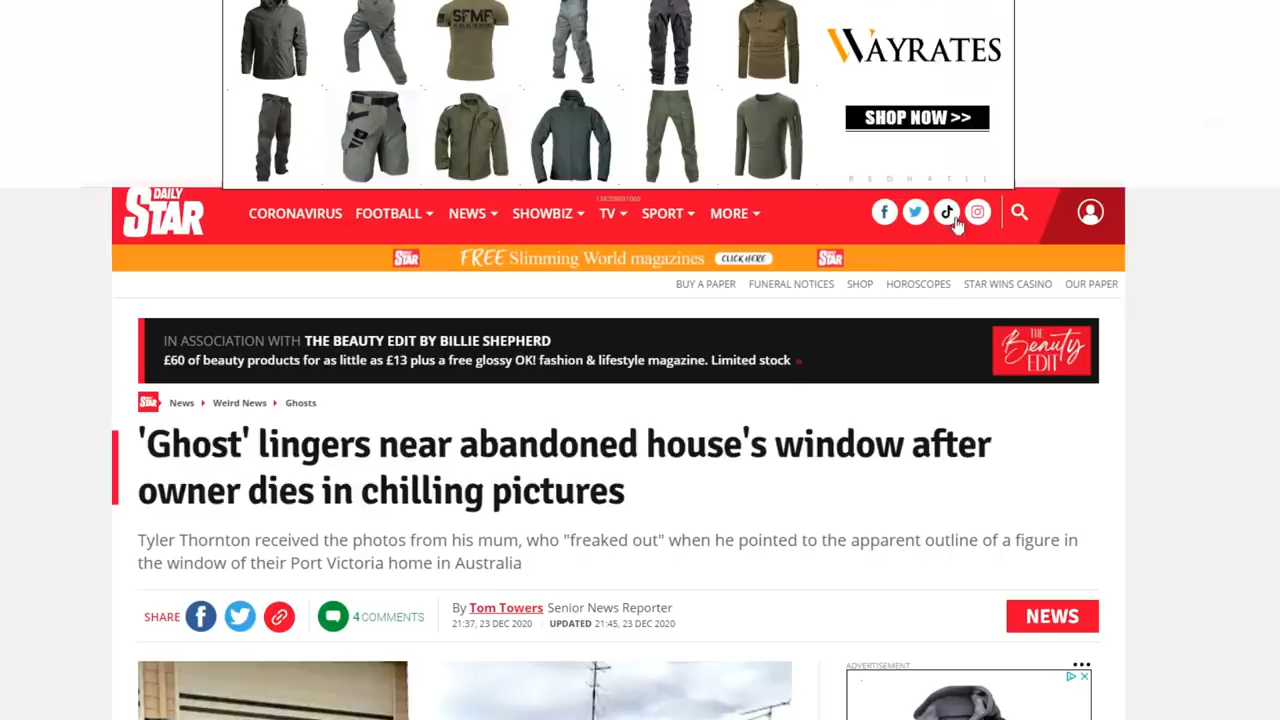 SFMF
WAYRATES
SHOP NOW >>
DAILY
STAR
CORONAVIRUS FOOTBALL NEWS SHOWBIZ TV SPORT MORE
STAR FREE Slimming World magazines CLICK HERE STAR
BUY A PAPER FUNERAL NOTICES SHOP HOROSCOPES STAR WINS CASINO OUR PAPER
IN ASSOCIATION WITH THE BEAUTY EDIT BY BILLIE SHEPHERD
£60 of beauty products for as little as £13 plus a free glossy OK! fashion & lifestyle magazine. Limited stock »
THE
Beauty
EDIT
STAR News Weird News Ghosts
'Ghost' lingers near abandoned house's window after
owner dies in chilling pictures
Tyler Thornton received the photos from his mum, who "freaked out" when he pointed to the apparent outline of a figure in
the window of their Port Victoria home in Australia
SHARE 4 COMMENTS
By Tom Towers Senior News Reporter
21:37, 23 DEC 2020 UPDATED 21:45, 23 DEC 2020
NEWS
ADVERTISEMENT